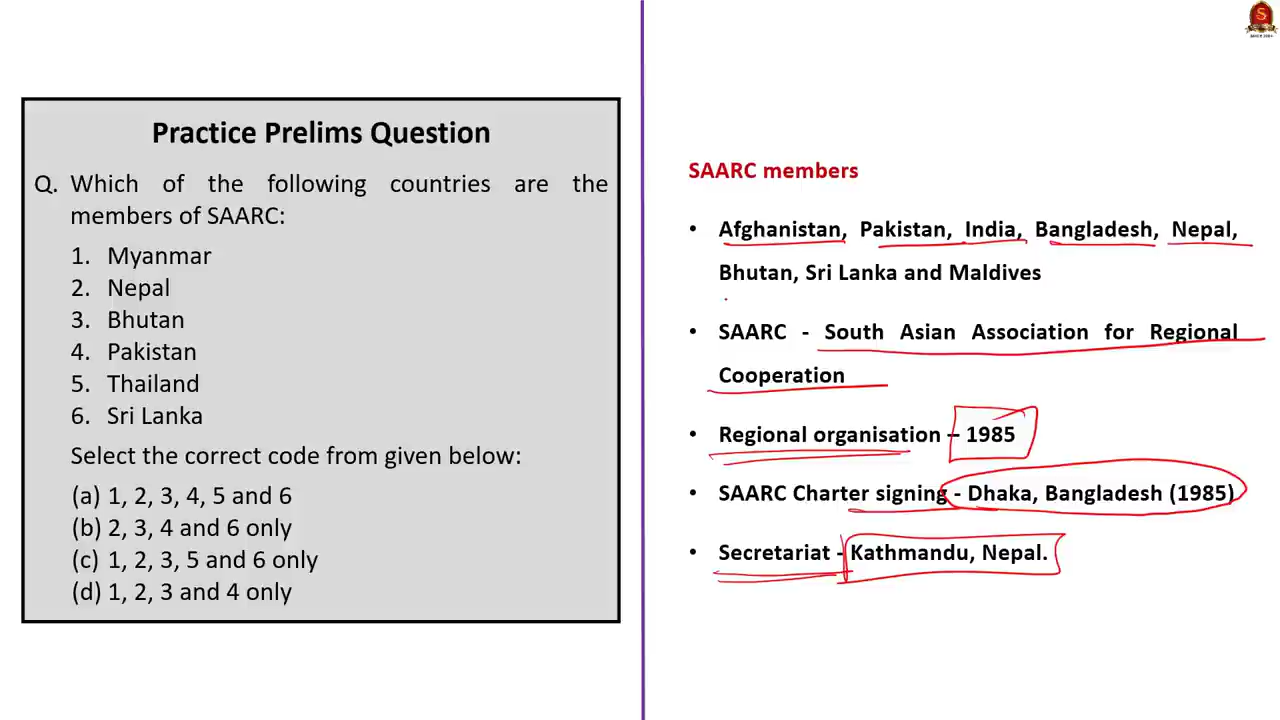 Practice Prelims Question
Q. Which of the following countries are the
members of SAARC:
1. Myanmar
2. Nepal
3. Bhutan
4. Pakistan
5. Thailand
6. Sri Lanka
Select the correct code from given below:
(a) 1, 2, 3, 4, 5 and 6
(b) 2, 3, 4 and 6 only
(c) 1, 2, 3, 5 and 6 only
(d) 1, 2, 3 and 4 only
SAARC members
• Afghanistan, Pakistan, India, Bangladesh, Nepal,
Bhutan, Sri Lanka and Maldives
• SAARC - South Asian Association for Regional
Cooperation
• Regional organisation – 1985
• SAARC Charter signing - Dhaka, Bangladesh (1985)
• Secretariat - Kathmandu, Nepal.
S